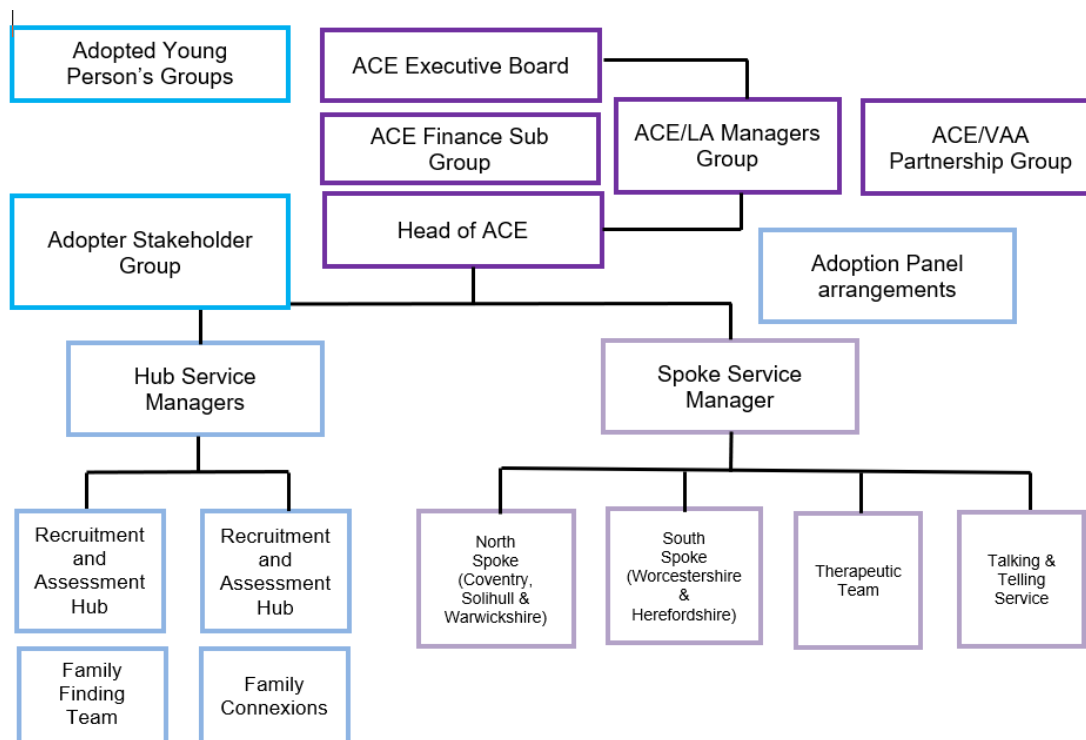 Adopted Young
Person’s Groups
ACE Executive Board
ACE Finance Sub
Group
ACE/LA Managers
Group
ACE/VAA
Partnership Group
Adopter Stakeholder
Group
Head of ACE
Adoption Panel
arrangements
Hub Service
Managers
Spoke Service
Manager
Recruitment
and
Assessment
Hub
Recruitment
and
Assessment
Hub
North
Spoke
(Coventry,
Solihull &
Warwickshire)
South
Spoke
(Worcestershire
&
Herefordshire)
Therapeutic
Team
Talking &
Telling
Service
Family
Finding
Team
Family
Connexions